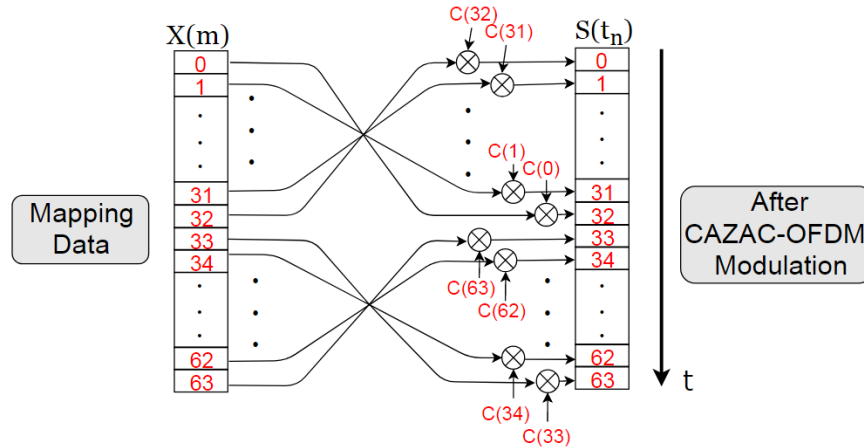 C(32)
C(31)
X(m)
S(tn)
0
0
1
1
C(1)
C(0)
31
31
32
32
33
33
34
34
C(63)
C(62)
Mapping
Data
After
CAZAC-OFDM
Modulation
62
62
63
63
C(34)
C(33)
t